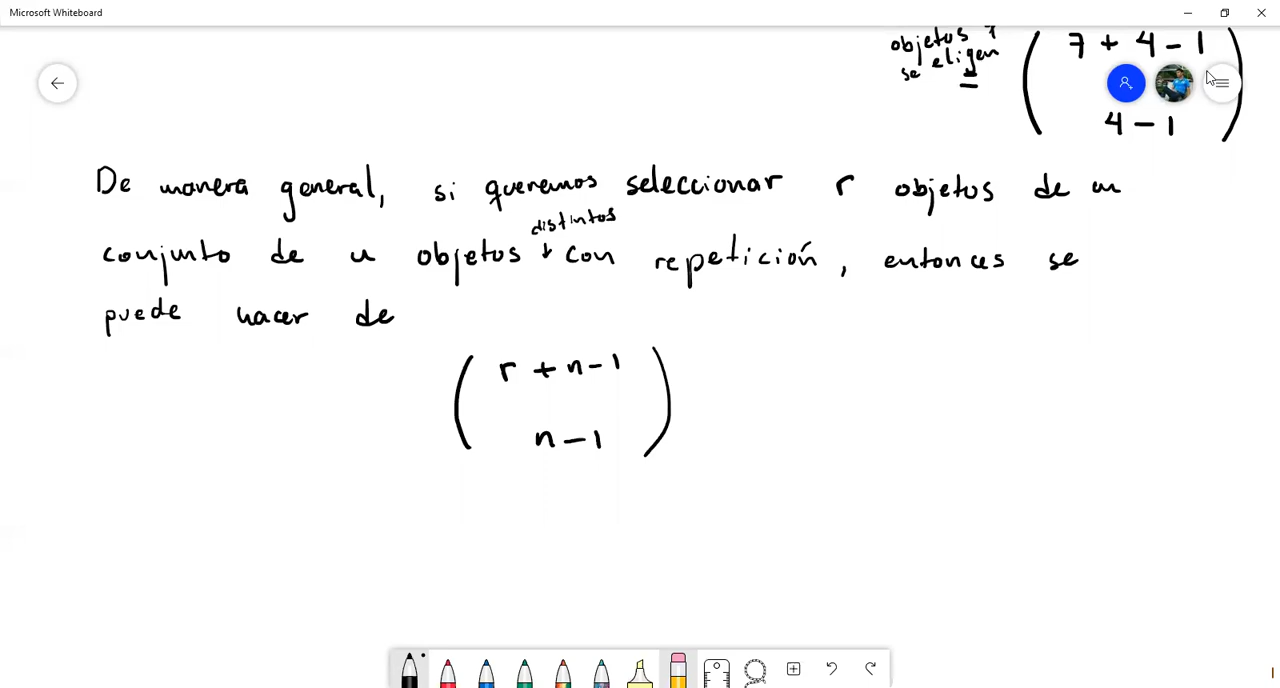 Microsoft Whiteboard
objetos
se eligen
7 + 4 - 1
4 - 1
De manera general, si queremos seleccionar r objetos de un
distintos
conjunto de n objetos ↓ con repetición, entonces se
puede hacer de
r + n - 1
n - 1